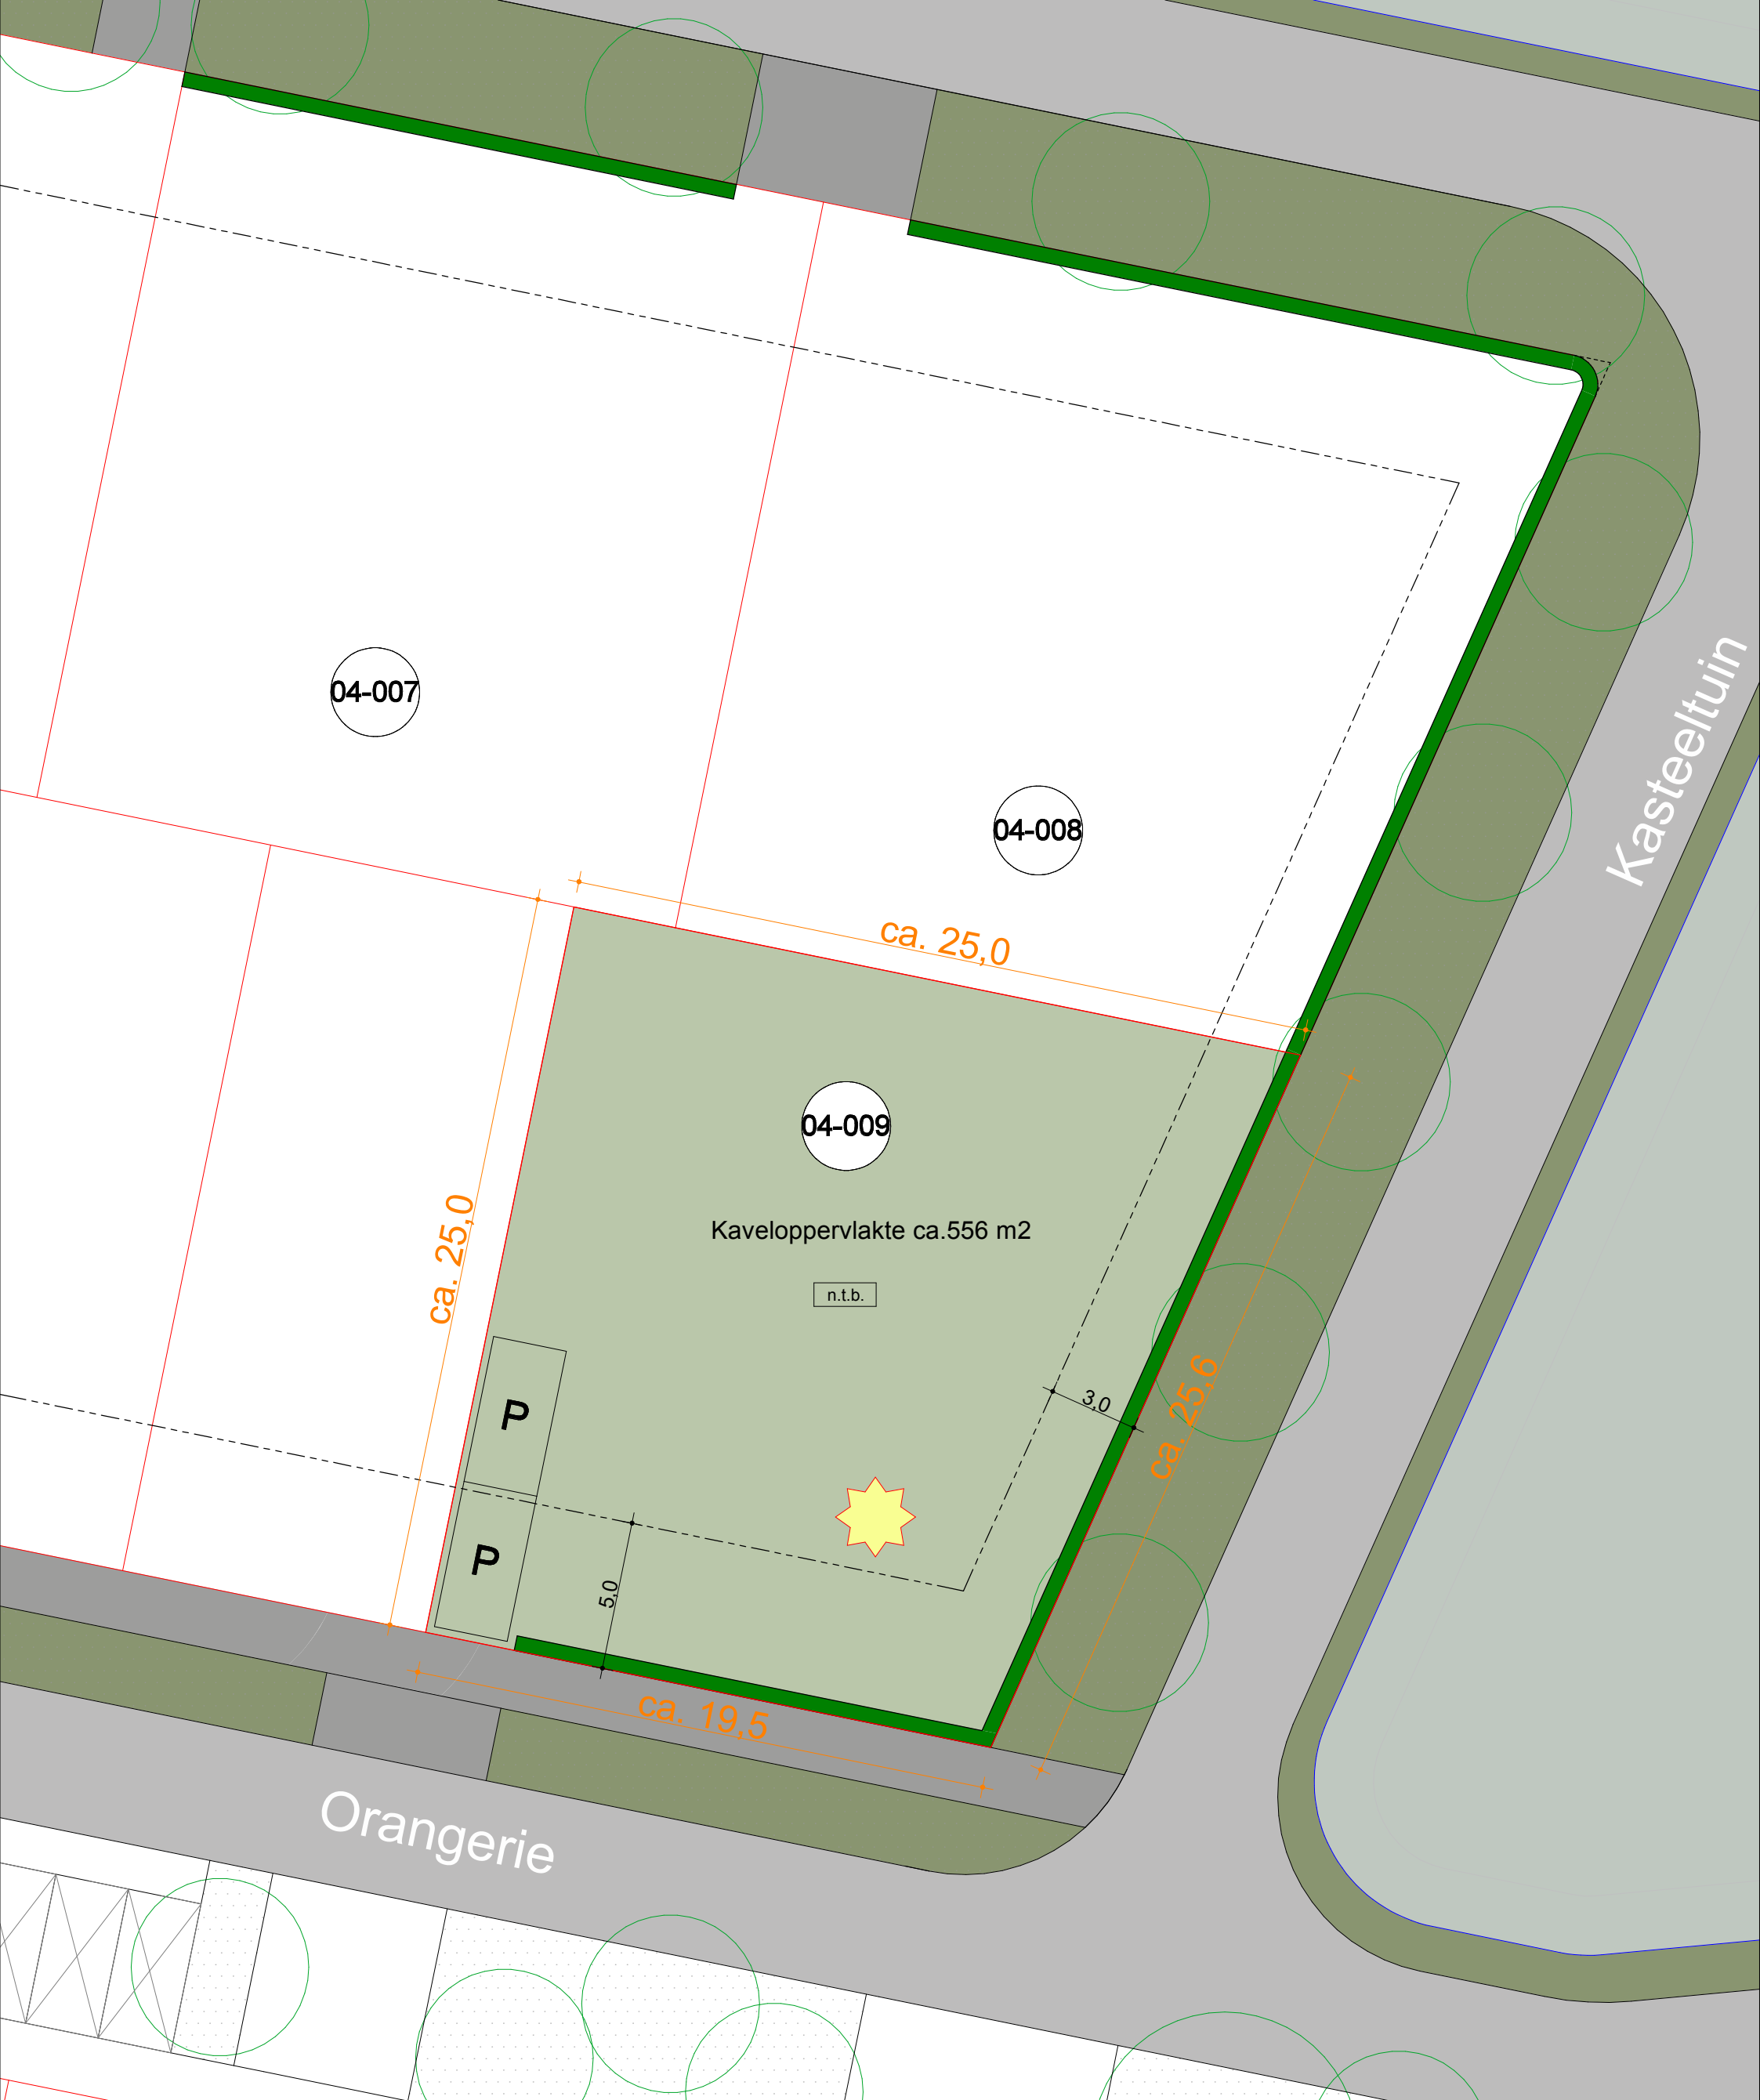 Kasteeltuin
04-007
04-008
ca. 25,0
04-009
ca. 25,0
Kaveloppervlakte ca.556 m2
n.t.b.
P
3,0
ca. 25,6
P
5,0
ca. 19,5
Orangerie